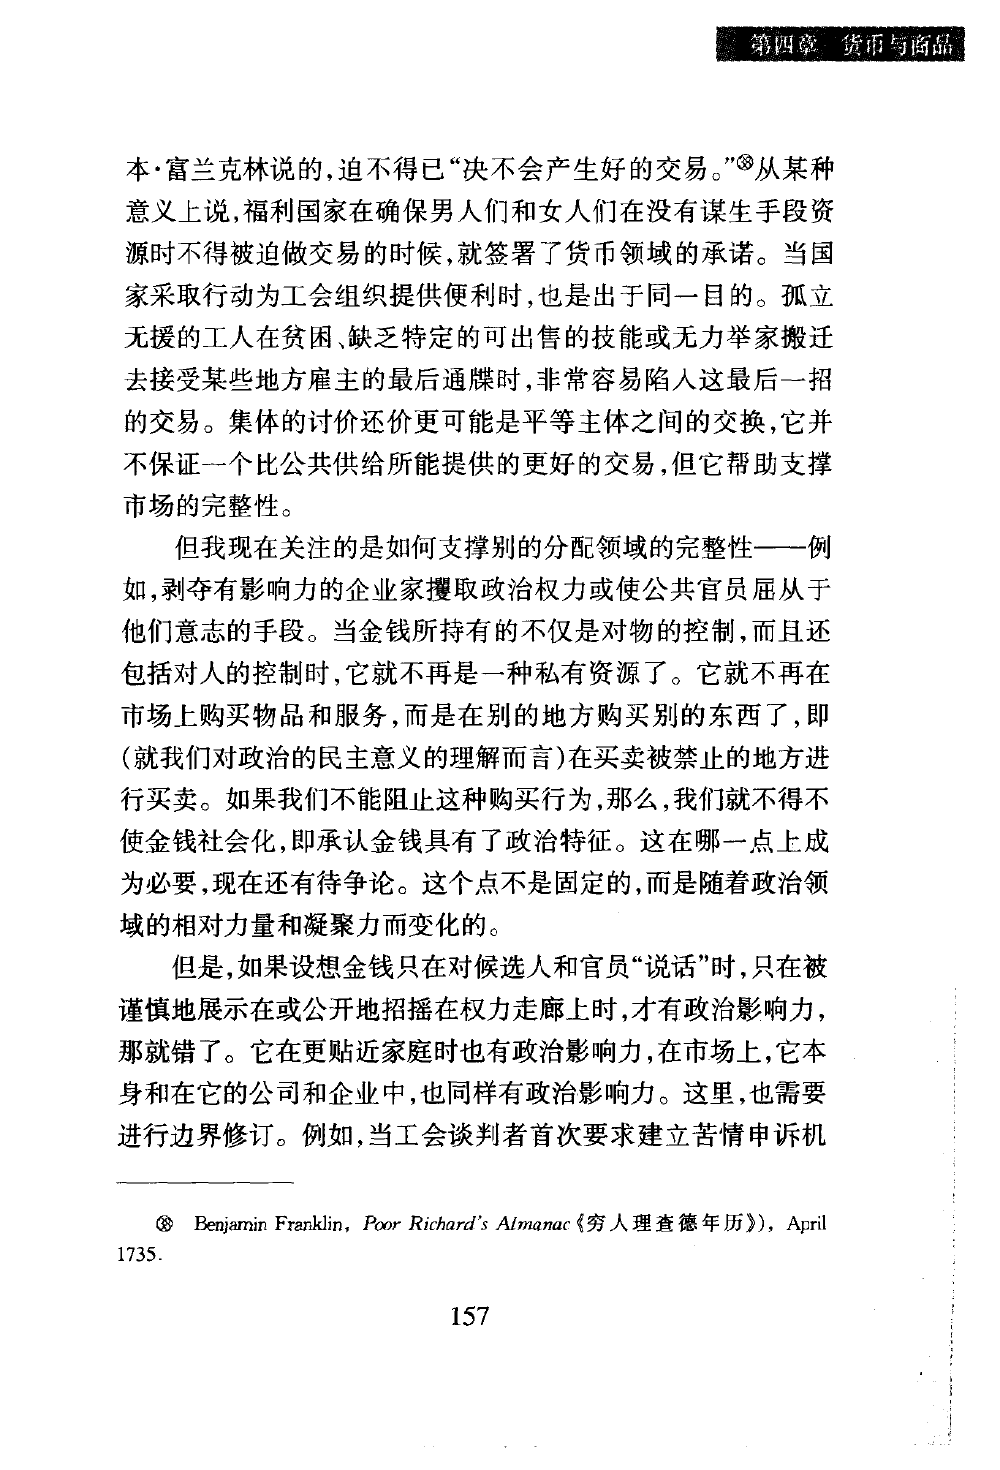 第四章 货币与商品
本·富兰克林说的,迫不得已“决不会产生好的交易。”㊳从某种
意义上说,福利国家在确保男人们和女人们在没有谋生手段资
源时不得被迫做交易的时候,就签署了货币领域的承诺。当国
家采取行动为工会组织提供便利时,也是出于同一目的。孤立
无援的工人在贫困、缺乏特定的可出售的技能或无力举家搬迁
去接受某些地方雇主的最后通牒时,非常容易陷入这最后一招
的交易。集体的讨价还价更可能是平等主体之间的交换,它并
不保证一个比公共供给所能提供的更好的交易,但它帮助支撑
市场的完整性。
但我现在关注的是如何支撑别的分配领域的完整性——例
如,剥夺有影响力的企业家攫取政治权力或使公共官员屈从于
他们意志的手段。当金钱所持有的不仅是对物的控制,而且还
包括对人的控制时,它就不再是一种私有资源了。它就不再在
市场上购买物品和服务,而是在别的地方购买别的东西了,即
(就我们对政治的民主意义的理解而言)在买卖被禁止的地方进
行买卖。如果我们不能阻止这种购买行为,那么,我们就不得不
使金钱社会化,即承认金钱具有了政治特征。这在哪一点上成
为必要,现在还有待争论。这个点不是固定的,而是随着政治领
域的相对力量和凝聚力而变化的。
但是,如果设想金钱只在对候选人和官员“说话”时,只在被
谨慎地展示在或公开地招摇在权力走廊上时,才有政治影响力,
那就错了。它在更贴近家庭时也有政治影响力,在市场上,它本
身和在它的公司和企业中,也同样有政治影响力。这里,也需要
进行边界修订。例如,当工会谈判者首次要求建立苦情申诉机
㊳ Benjamin Franklin, Poor Richard's Almanac《穷人理查德年历》), April
1735.
157